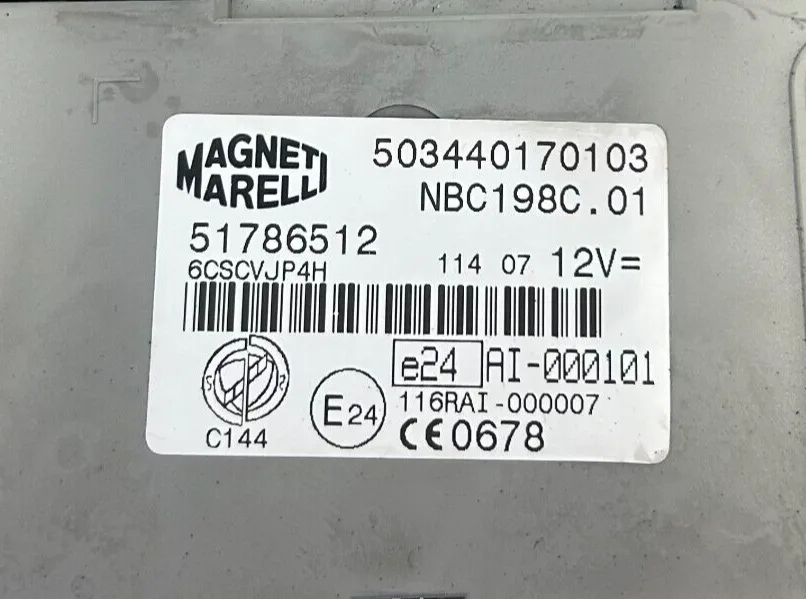 MAGNETI
MARELLI
503440170103
NBC198C.01
51786512
6CSCVJP4H
114 07 12V=
e24 AI-000101
E24 116RAI-000007
C144
CE0678